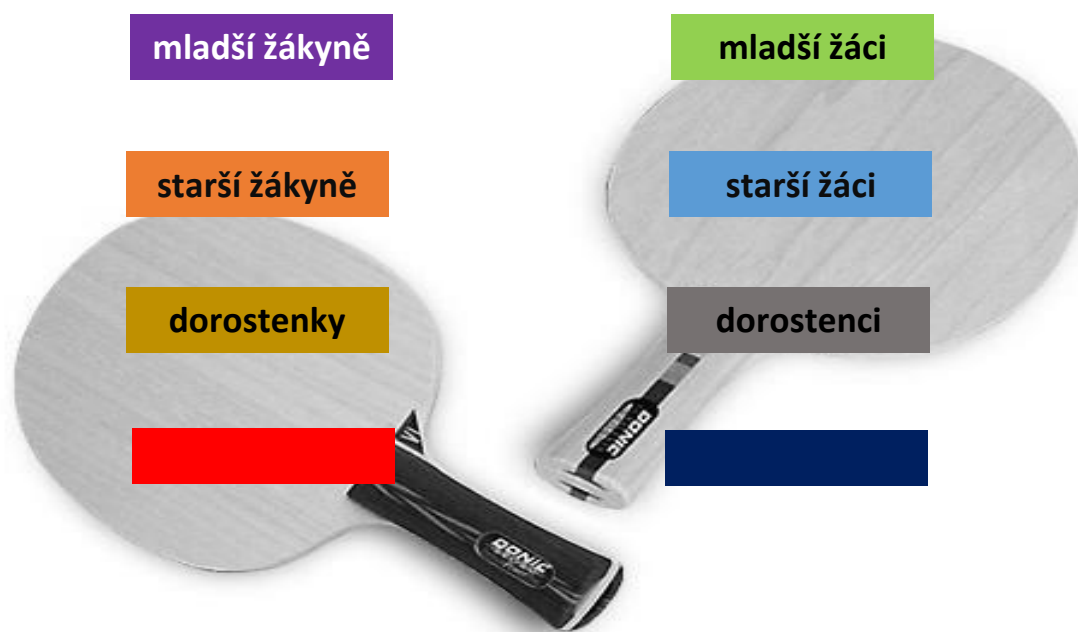 mladší žákyně
mladší žáci
starší žákyně
starší žáci
dorostenky
dorostenci
DONIC
DONIC